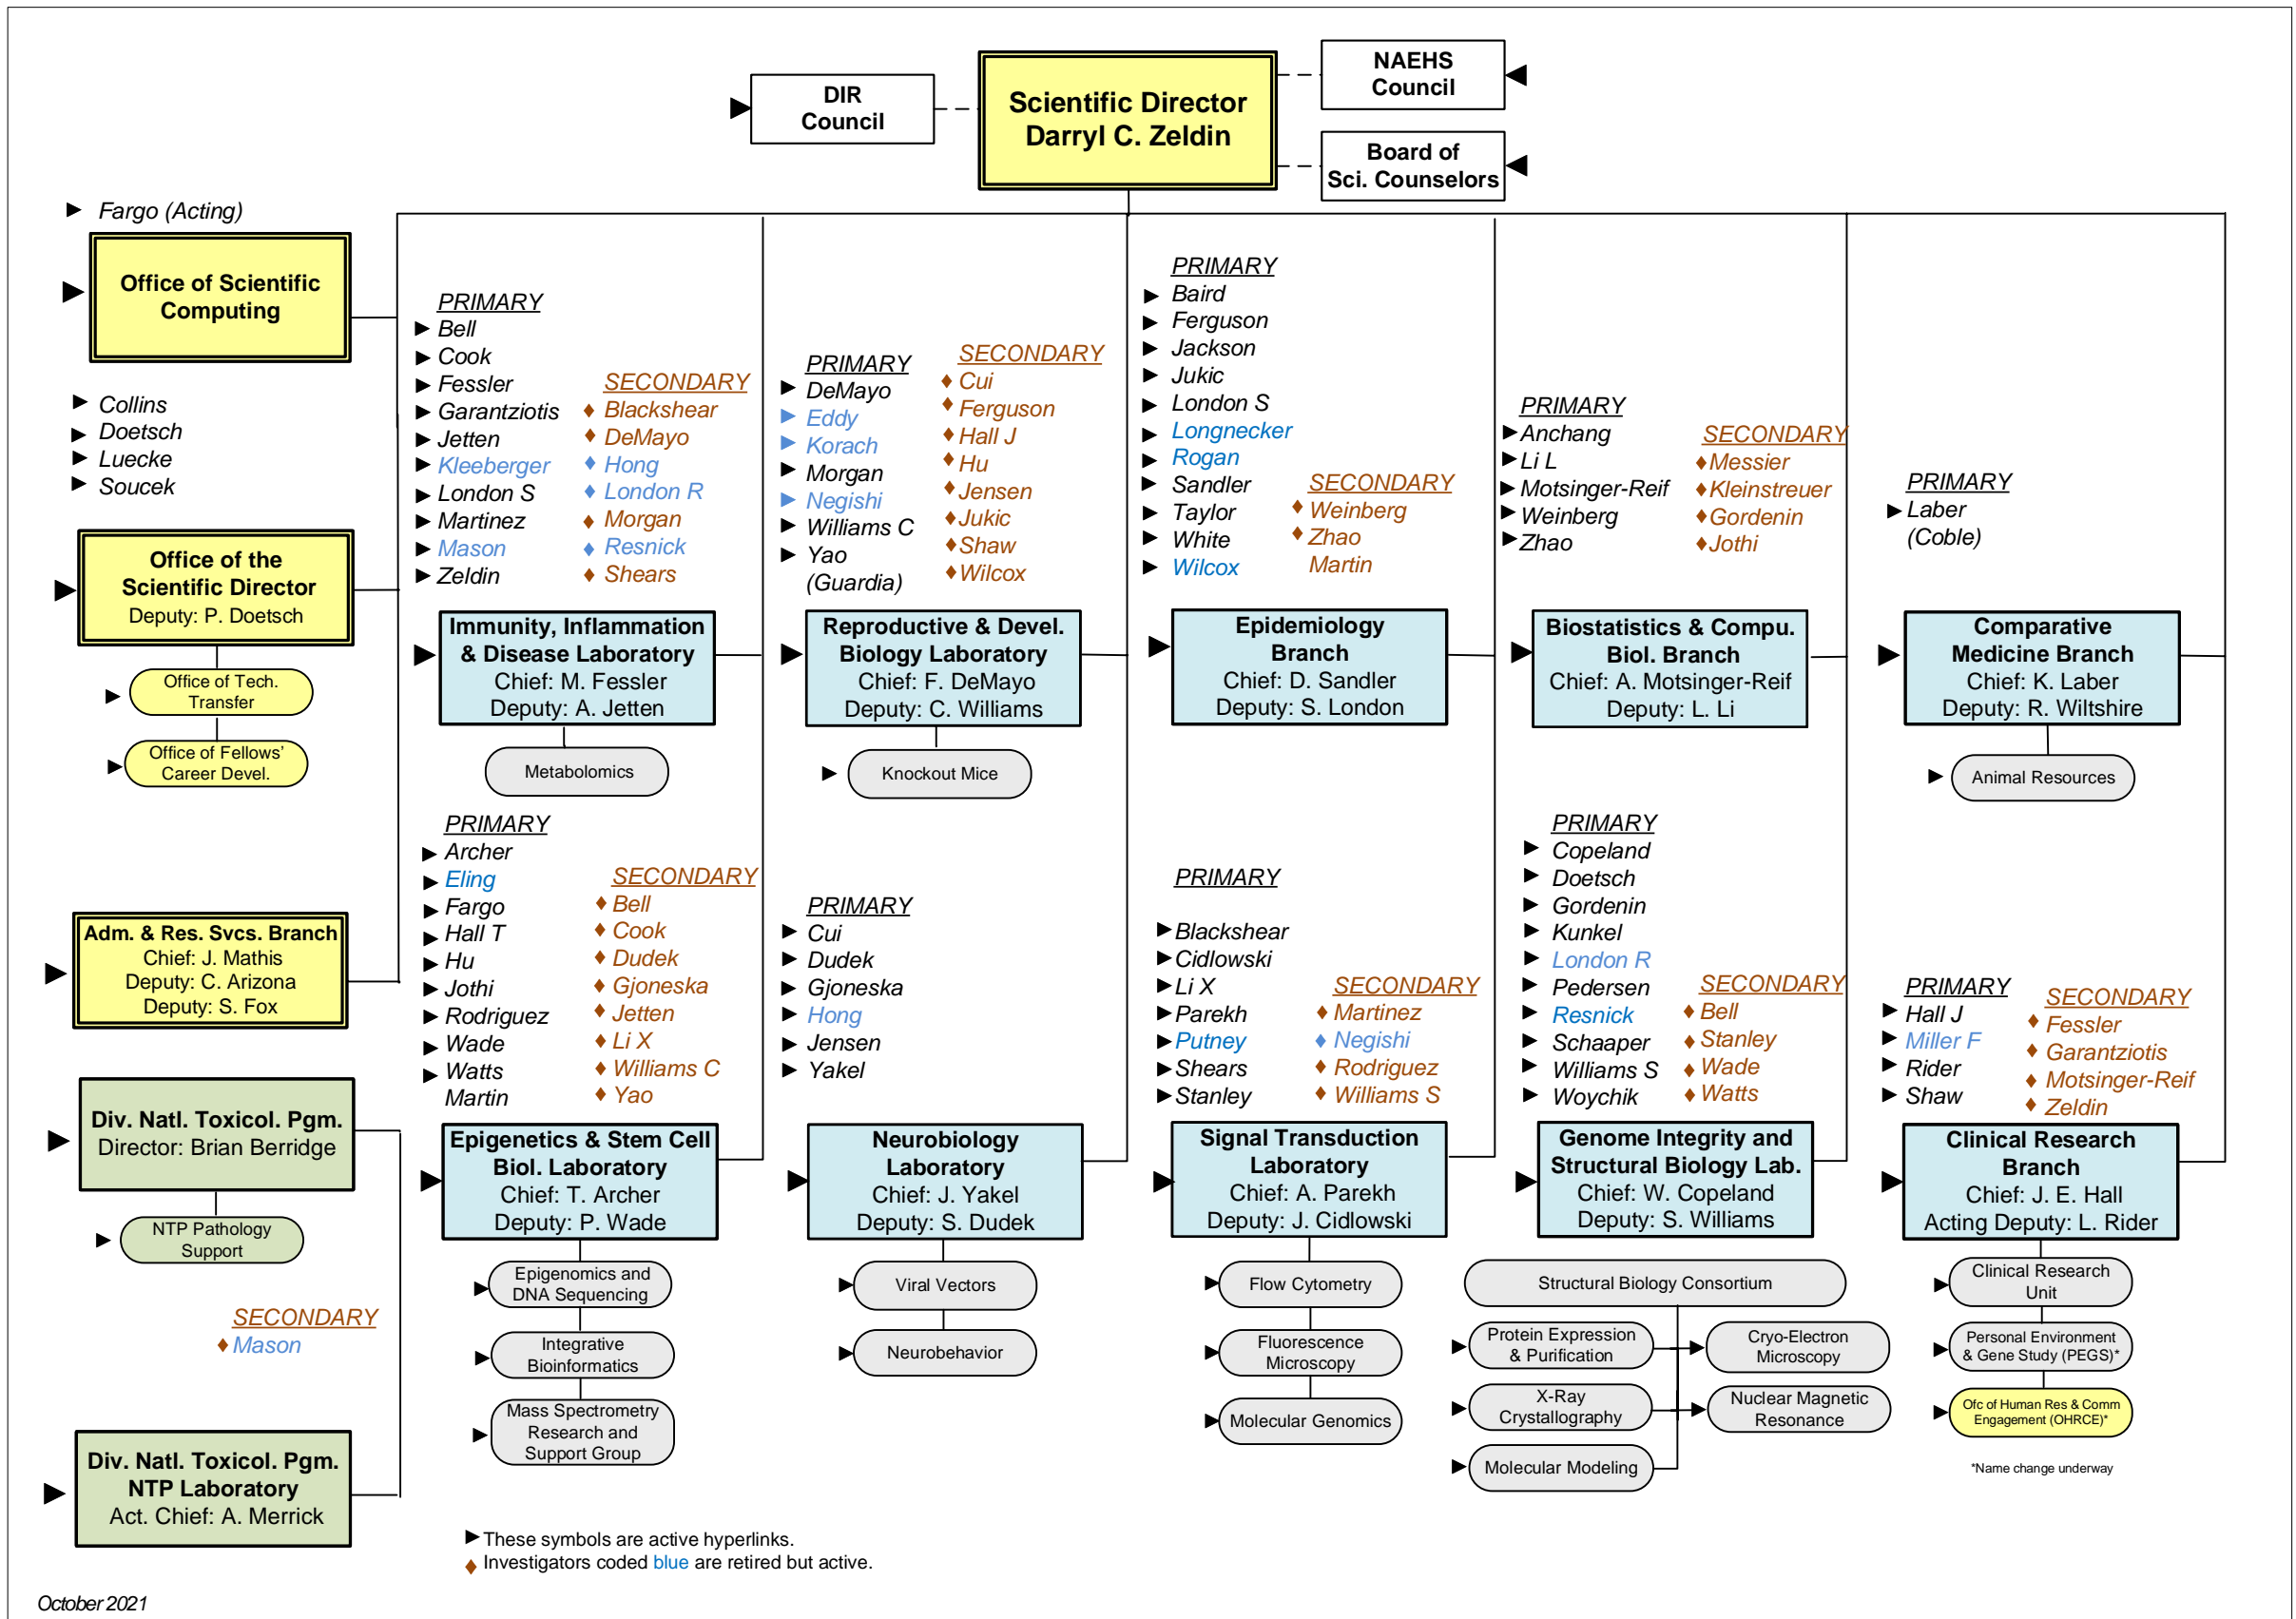 NAEHS
Council
DIR
Council
Scientific Director
Darryl C. Zeldin
Board of
Sci. Counselors
Fargo (Acting)
Office of Scientific
Computing
Collins
Doetsch
Luecke
Soucek
Office of the
Scientific Director
Deputy: P. Doetsch
Office of Tech.
Transfer
Office of Fellows'
Career Devel.
Adm. & Res. Svcs. Branch
Chief: J. Mathis
Deputy: C. Arizona
Deputy: S. Fox
Div. Natl. Toxicol. Pgm.
Director: Brian Berridge
NTP Pathology
Support
SECONDARY
Mason
Div. Natl. Toxicol. Pgm.
NTP Laboratory
Act. Chief: A. Merrick
PRIMARY
Bell
Cook
Fessler
Garantziotis
Jetten
Kleeberger
London S
Martinez
Mason
Zeldin
SECONDARY
Blackshear
DeMayo
Hong
London R
Morgan
Resnick
Shears
Immunity, Inflammation
& Disease Laboratory
Chief: M. Fessler
Deputy: A. Jetten
Metabolomics
PRIMARY
DeMayo
Eddy
Korach
Morgan
Negishi
Williams C
Yao
(Guardia)
SECONDARY
Cui
Ferguson
Hall J
Hu
Jensen
Jukic
Shaw
Wilcox
Reproductive & Devel.
Biology Laboratory
Chief: F. DeMayo
Deputy: C. Williams
Knockout Mice
PRIMARY
Baird
Ferguson
Jackson
Jukic
London S
Longnecker
Rogan
Sandler
Taylor
White
Wilcox
SECONDARY
Weinberg
Zhao
Martin
Epidemiology
Branch
Chief: D. Sandler
Deputy: S. London
PRIMARY
Anchang
Li L
Motsinger-Reif
Weinberg
Zhao
SECONDARY
Messier
Kleinstreuer
Gordenin
Jothi
Biostatistics & Compu.
Biol. Branch
Chief: A. Motsinger-Reif
Deputy: L. Li
PRIMARY
Laber
(Coble)
Comparative
Medicine Branch
Chief: K. Laber
Deputy: R. Wiltshire
Animal Resources
PRIMARY
Archer
Eling
Fargo
Hall T
Hu
Jothi
Rodriguez
Wade
Watts
Martin
SECONDARY
Bell
Cook
Dudek
Gjoneska
Jetten
Li X
Williams C
Yao
Epigenetics & Stem Cell
Biol. Laboratory
Chief: T. Archer
Deputy: P. Wade
Epigenomics and
DNA Sequencing
Integrative
Bioinformatics
Mass Spectrometry
Research and
Support Group
PRIMARY
Cui
Dudek
Gjoneska
Hong
Jensen
Yakel
Neurobiology
Laboratory
Chief: J. Yakel
Deputy: S. Dudek
Viral Vectors
Neurobehavior
PRIMARY
Blackshear
Cidlowski
Li X
Parekh
Putney
Shears
Stanley
SECONDARY
Martinez
Negishi
Rodriguez
Williams S
Signal Transduction
Laboratory
Chief: A. Parekh
Deputy: J. Cidlowski
Flow Cytometry
Fluorescence
Microscopy
Molecular Genomics
PRIMARY
Copeland
Doetsch
Gordenin
Kunkel
London R
Pedersen
Resnick
Schaaper
Williams S
Woychik
SECONDARY
Bell
Stanley
Wade
Watts
Genome Integrity and
Structural Biology Lab.
Chief: W. Copeland
Deputy: S. Williams
Structural Biology Consortium
Protein Expression
& Purification
Cryo-Electron
Microscopy
X-Ray
Crystallography
Nuclear Magnetic
Resonance
Molecular Modeling
PRIMARY
Hall J
Miller F
Rider
Shaw
SECONDARY
Fessler
Garantziotis
Motsinger-Reif
Zeldin
Clinical Research
Branch
Chief: J. E. Hall
Acting Deputy: L. Rider
Clinical Research
Unit
Personal Environment
& Gene Study (PEGS)*
Ofc of Human Res & Comm
Engagement (OHRCE)*
*Name change underway
These symbols are active hyperlinks.
Investigators coded blue are retired but active.
October 2021